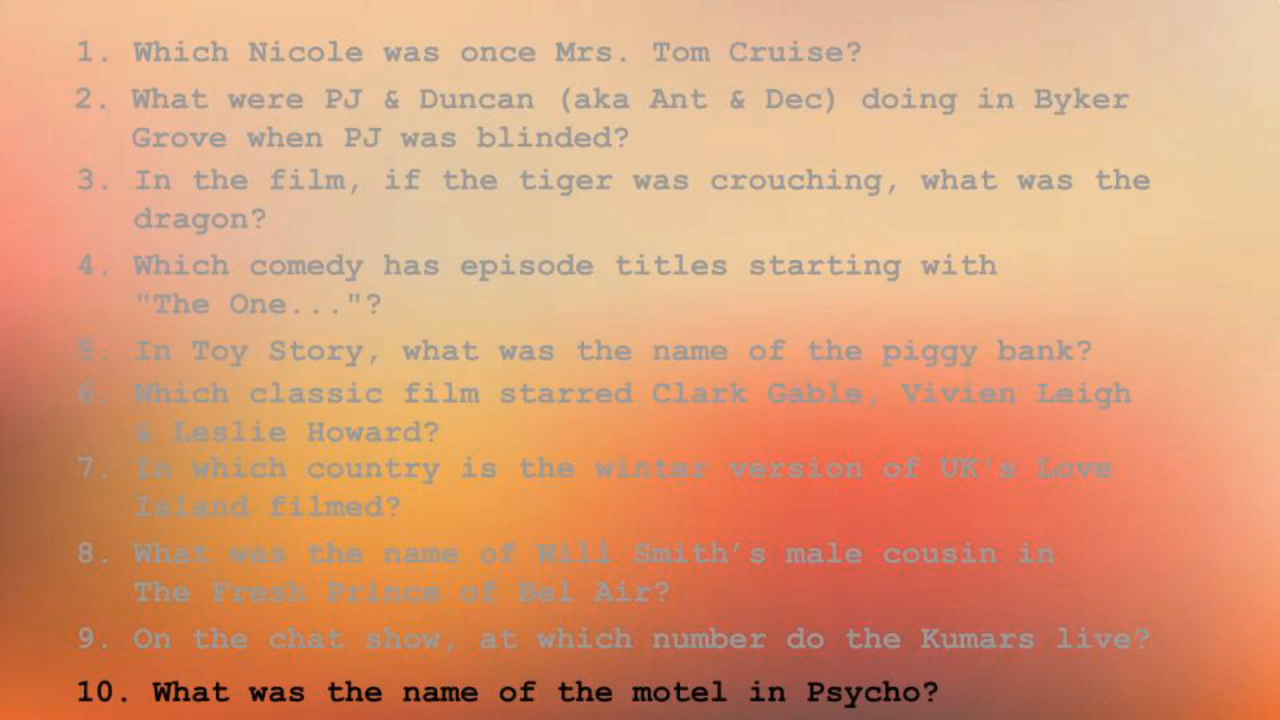 1. Which Nicole was once Mrs. Tom Cruise?
2. What were PJ & Duncan (aka Ant & Dec) doing in Byker
Grove when PJ was blinded?
3. In the film, if the tiger was crouching, what was the
dragon?
4. Which comedy has episode titles starting with
"The One..."?
5. In Toy Story, what was the name of the piggy bank?
6. Which classic film starred Clark Gable, Vivien Leigh
& Leslie Howard?
7. In which country is the winter version of UK's Love
Island filmed?
8. What was the name of Will Smith’s male cousin in
The Fresh Prince of Bel Air?
9. On the chat show, at which number do the Kumars live?
10. What was the name of the motel in Psycho?